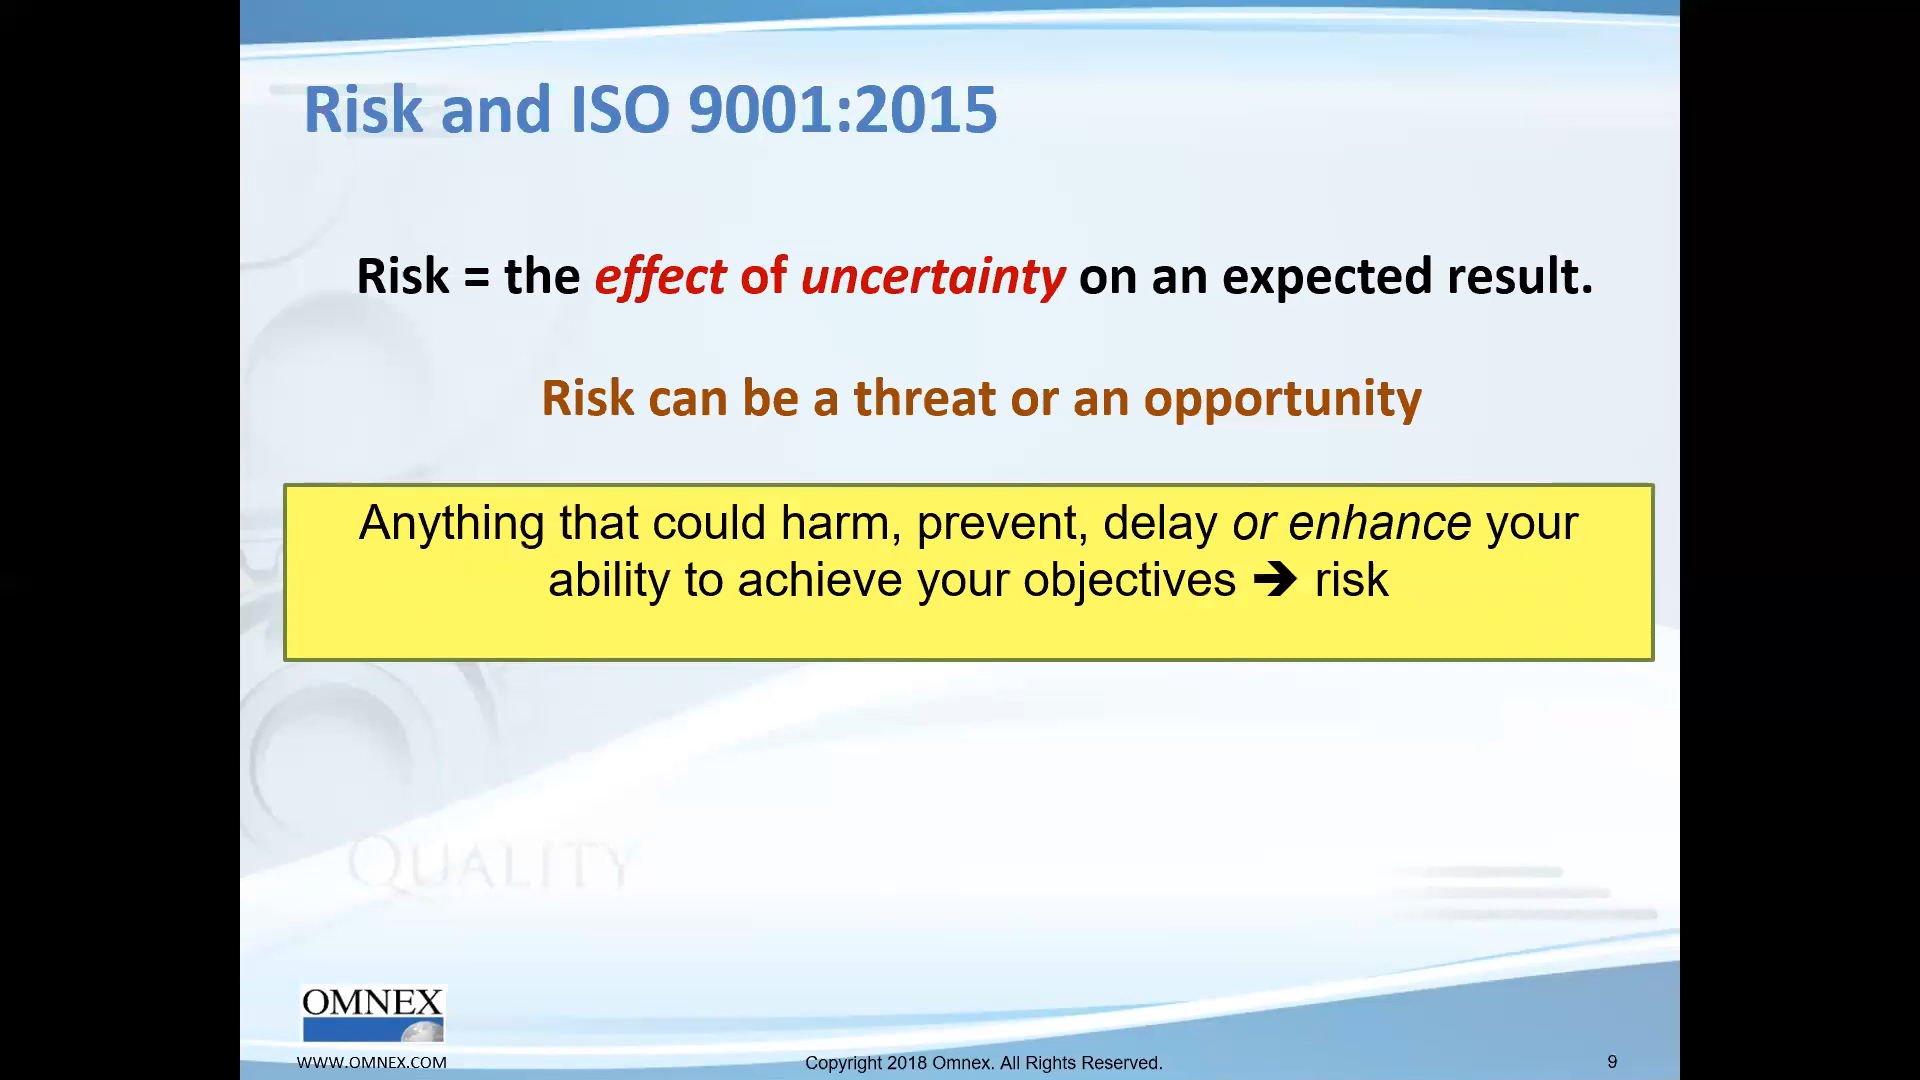 Risk and ISO 9001:2015
Risk = the effect of uncertainty on an expected result.
Risk can be a threat or an opportunity
Anything that could harm, prevent, delay or enhance your
ability to achieve your objectives ➔ risk
QUALITY
OMNEX
WWW.OMNEX.COM
Copyright 2018 Omnex. All Rights Reserved.
9